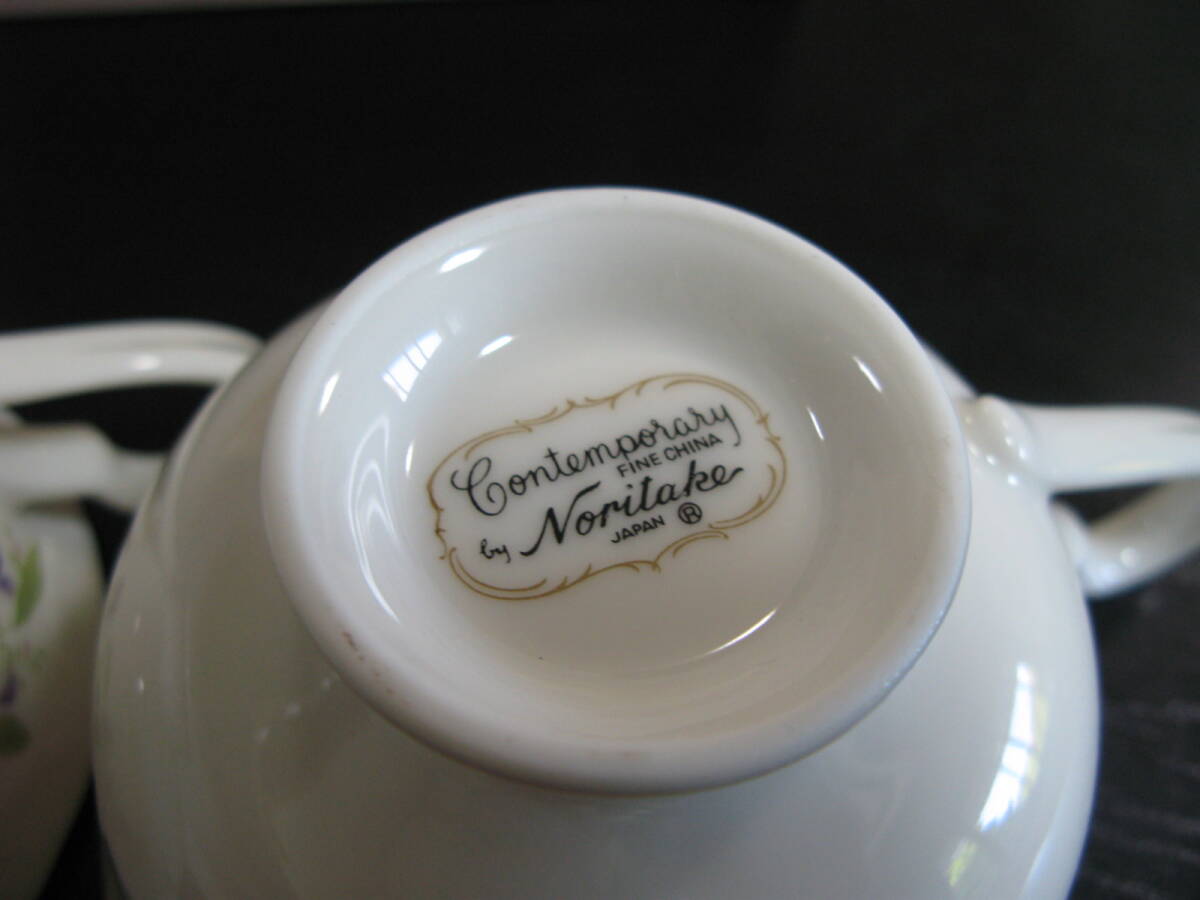 Contemporary
FINE CHINA
by Noritake
JAPAN ®